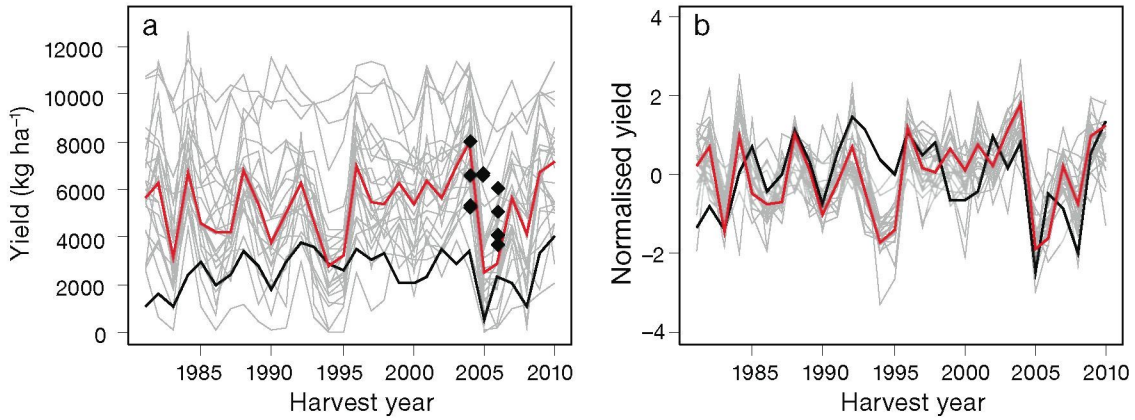 a
12000
10000
8000
6000
4000
2000
0
Yield (kg ha⁻¹)
1985 1990 1995 2000 2005 2010
Harvest year
b
4
2
0
−2
−4
Normalised yield
1985 1990 1995 2000 2005 2010
Harvest year